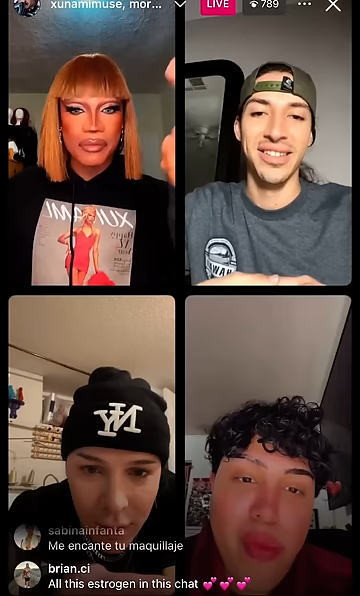 xunamimuse, mor...
LIVE
789
XUNAMI
Happy
NY
sabinainfanta
Me encante tu maquillaje
brian.ci
All this estrogen in this chat 💕💕💕